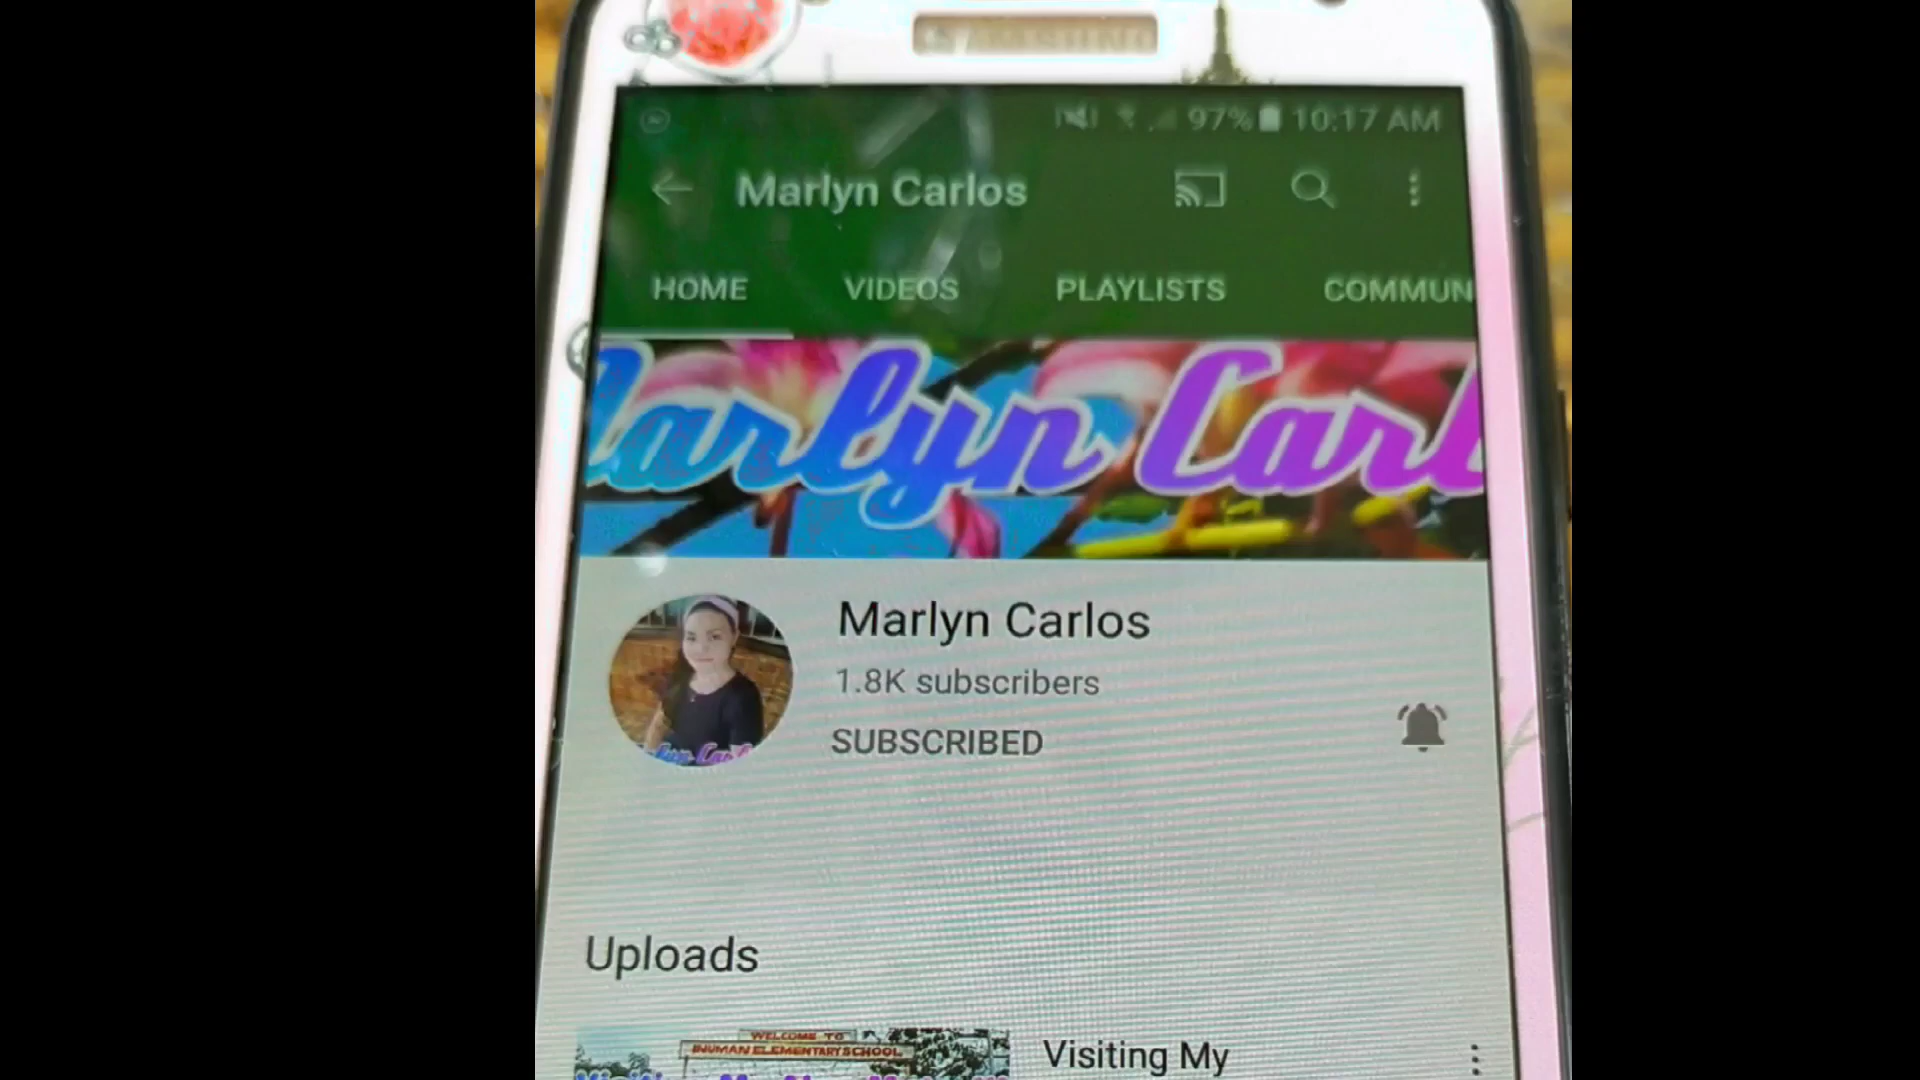 97% 10:17 AM
Marlyn Carlos
HOME VIDEOS PLAYLISTS COMMUN
arlyn Carl
Marlyn Carlos
1.8K subscribers
SUBSCRIBED
Uploads
WELCOME TO
INUMAN ELEMENTARY SCHOOL
Visiting My